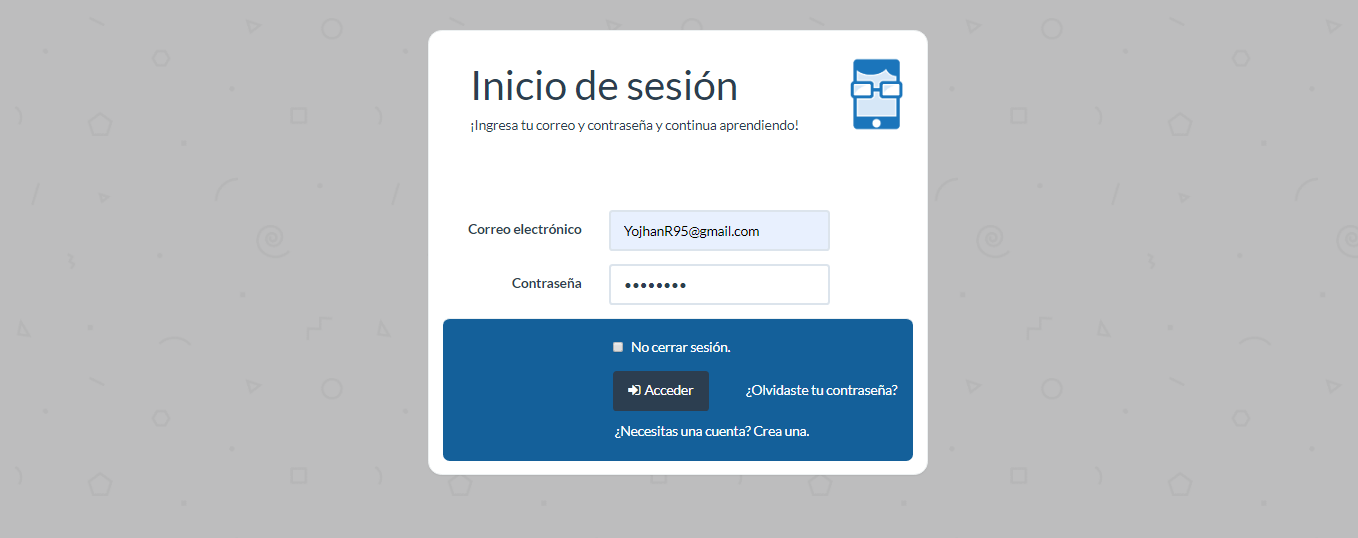 Inicio de sesión
¡Ingresa tu correo y contraseña y continua aprendiendo!
Correo electrónico YojhanR95@gmail.com
Contraseña ••••••••
No cerrar sesión.
Acceder ¿Olvidaste tu contraseña?
¿Necesitas una cuenta? Crea una.